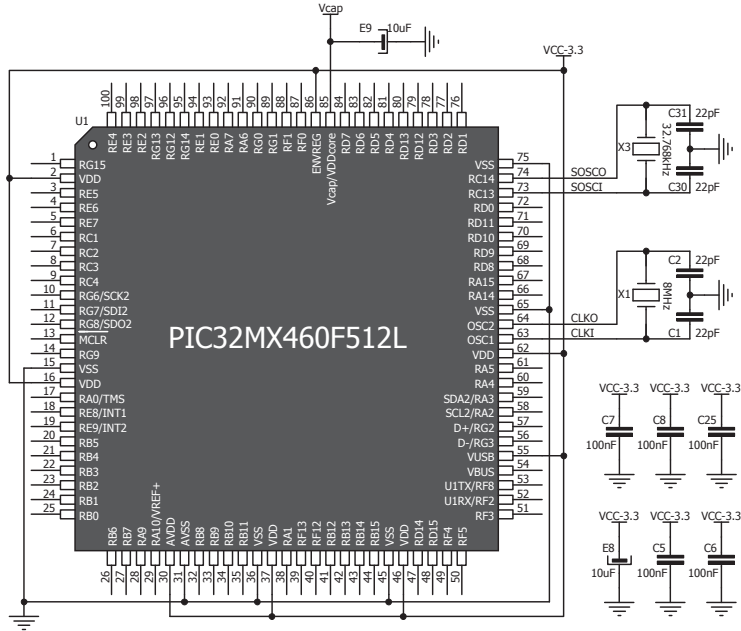 Vcap
E9 10uF
VCC-3.3
100 99 98 97 96 95 94 93 92 91 90 89 88 87 86 85 84 83 82 81 80 79 78 77 76
U1
RE4 RE3 RE2 RG13 RG12 RG14 RE1 RE0 RA7 RA6 RG0 RG1 RF1 RF0 ENVREG Vcap/VDDcore RD7 RD6 RD5 RD4 RD13 RD12 RD3 RD2 RD1
1 RG15
2 VDD
3 RE5
4 RE6
5 RE7
6 RC1
7 RC2
8 RC3
9 RC4
10 RG6/SCK2
11 RG7/SDI2
12 RG8/SDO2
13 MCLR
14 RG9
15 VSS
16 VDD
17 RA0/TMS
18 RE8/INT1
19 RE9/INT2
20 RB5
21 RB4
22 RB3
23 RB2
24 RB1
25 RB0
PIC32MX460F512L
VSS 75
RC14 74 SOSCO
RC13 73 SOSCI
RD0 72
RD11 71
RD10 70
RD9 69
RD8 68
RA15 67
RA14 66
VSS 65
OSC2 64 CLKO
OSC1 63 CLKI
VDD 62
RA5 61
RA4 60
SDA2/RA3 59
SCL2/RA2 58
D+/RG2 57
D-/RG3 56
VUSB 55
VBUS 54
U1TX/RF8 53
U1RX/RF2 52
RF3 51
RB6 RB7 RA9 RA10/VREF+ AVDD AVSS RB8 RB9 RB10 RB11 VSS VDD RA1 RF13 RF12 RB12 RB13 RB14 RB15 VSS VDD RD14 RD15 RF4 RF5
26 27 28 29 30 31 32 33 34 35 36 37 38 39 40 41 42 43 44 45 46 47 48 49 50
C31 22pF
X3
32.768kHz
C30 22pF
C2 22pF
X1
8MHz
C1 22pF
VCC-3.3 VCC-3.3 VCC-3.3
C7 C8 C25
100nF 100nF 100nF
VCC-3.3 VCC-3.3 VCC-3.3
E8 C5 C6
10uF 100nF 100nF